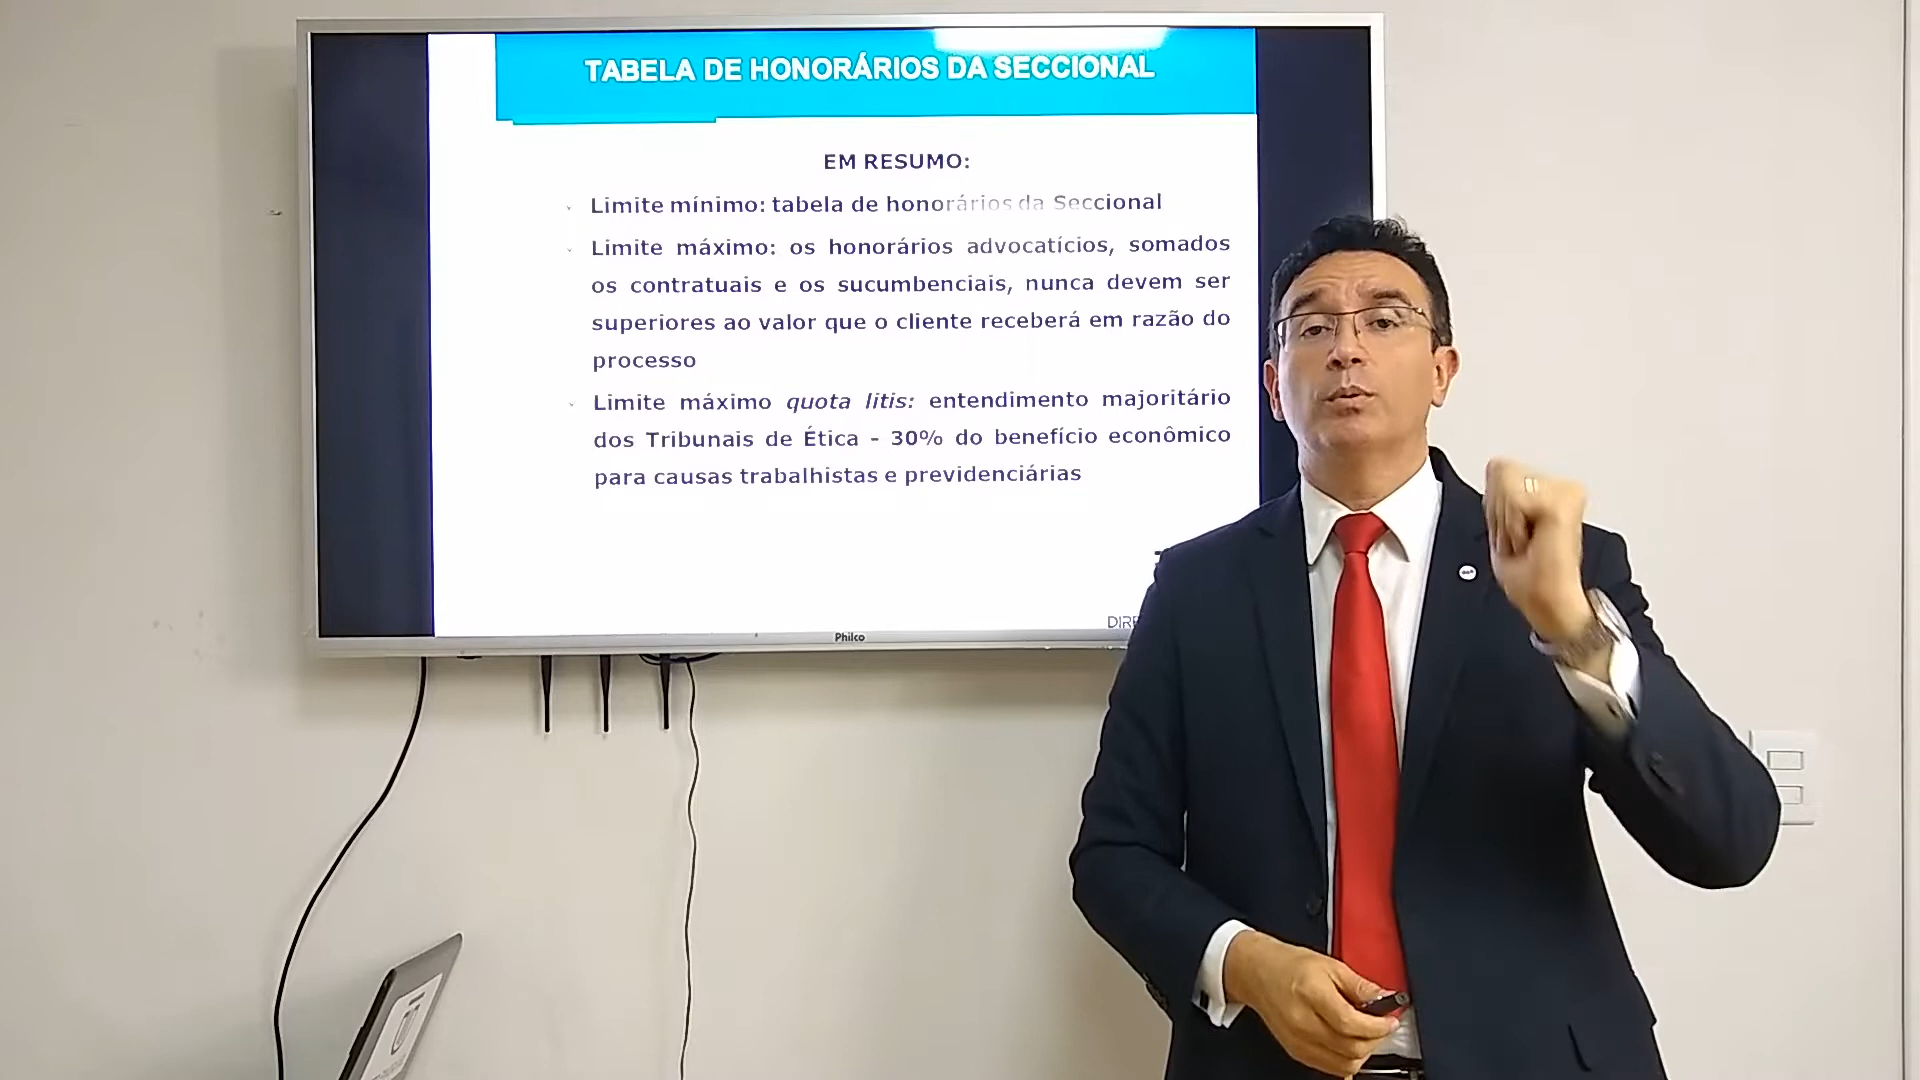 TABELA DE HONORÁRIOS DA SECCIONAL
EM RESUMO:
Limite mínimo: tabela de honorários da Seccional
Limite máximo: os honorários advocatícios, somados
os contratuais e os sucumbenciais, nunca devem ser
superiores ao valor que o cliente receberá em razão do
processo
Limite máximo quota litis: entendimento majoritário
dos Tribunais de Ética - 30% do benefício econômico
para causas trabalhistas e previdenciárias
Philco